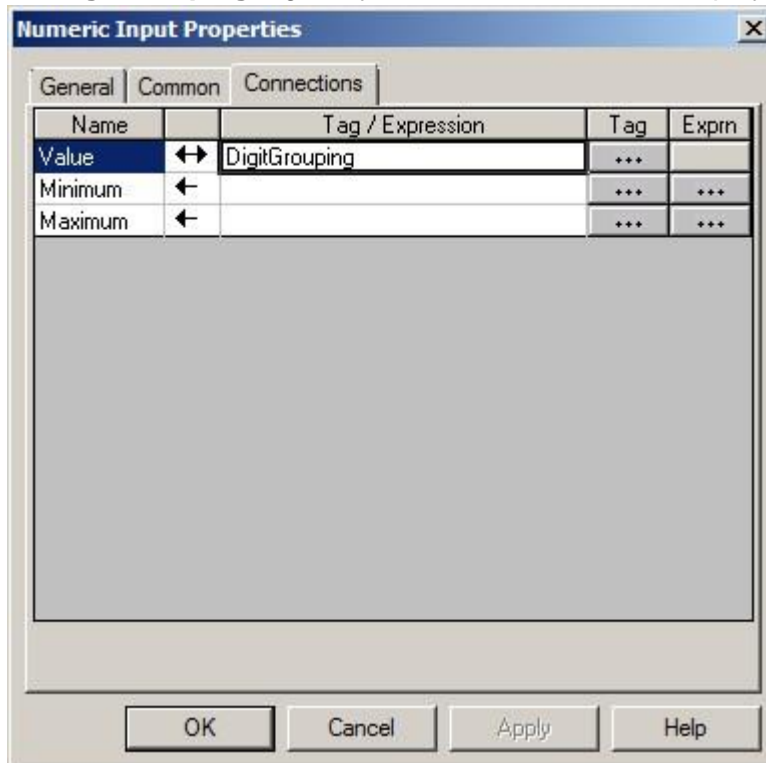 Numeric Input Properties
General Common Connections
Name Tag / Expression Tag Exprn
Value DigitGrouping ...
Minimum ... ...
Maximum ... ...
OK Cancel Apply Help